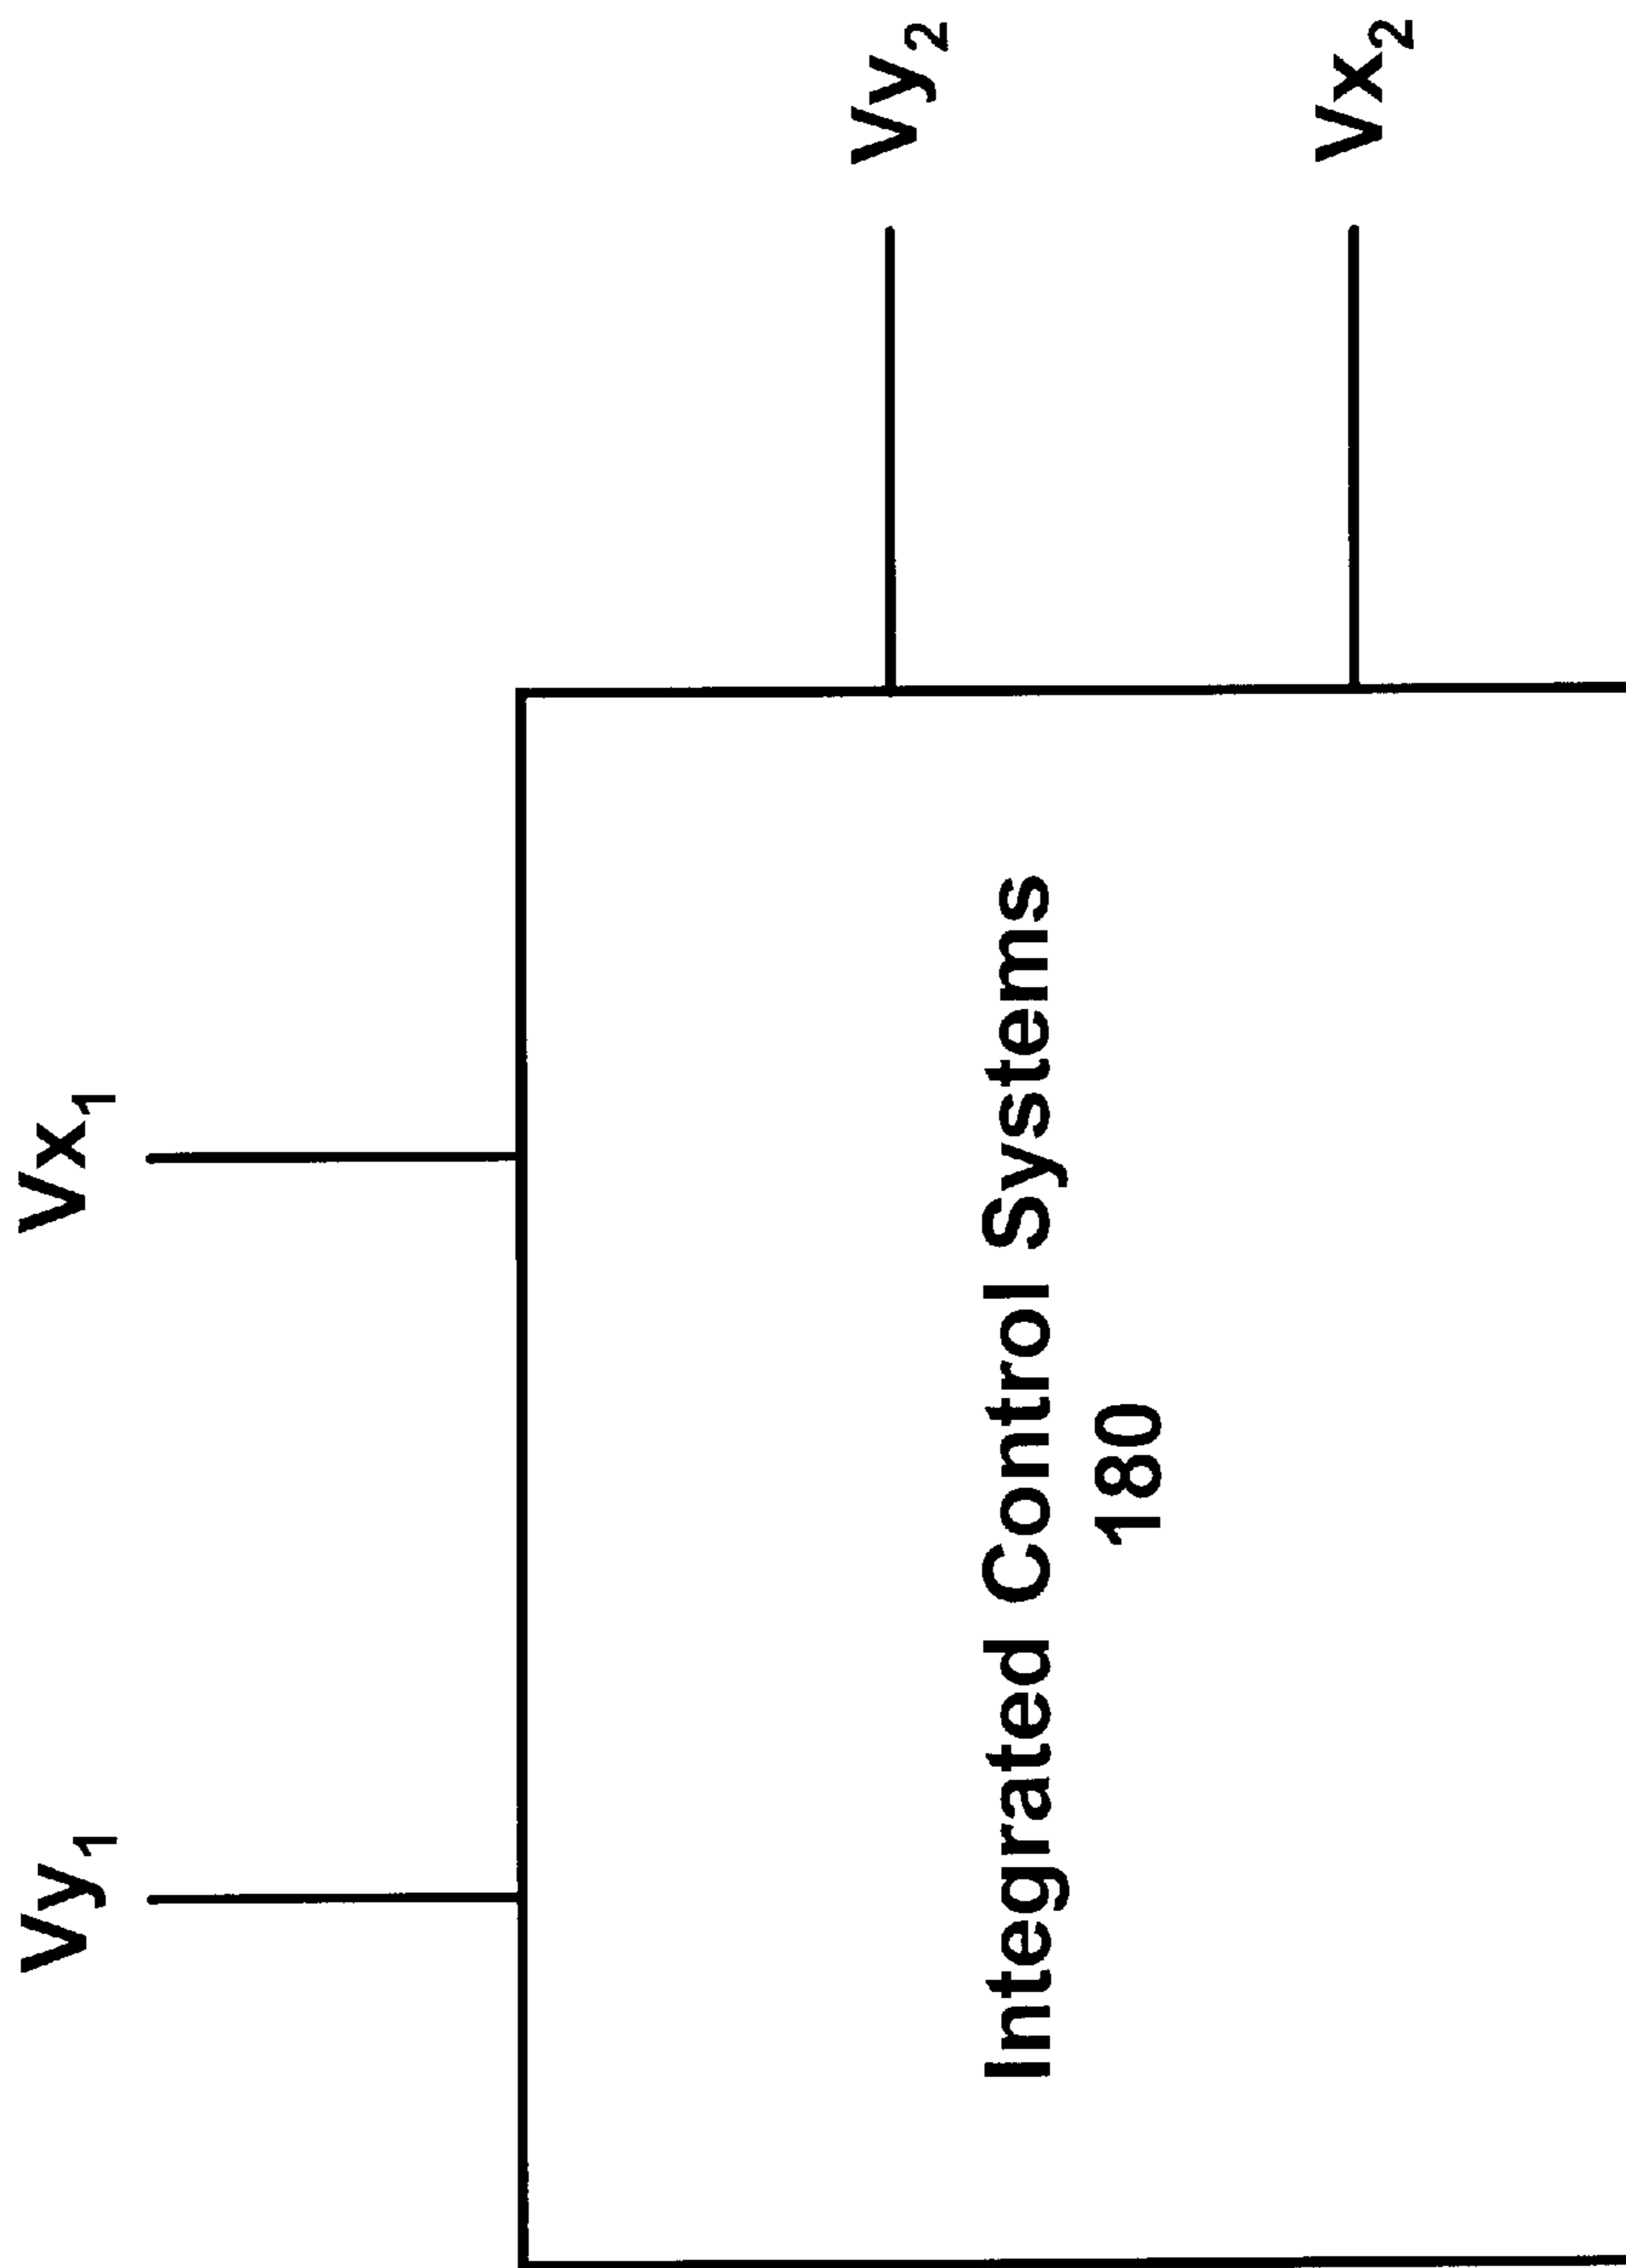 Vy₁
Vx₁
Vy₂
Vx₂
Integrated Control Systems
180